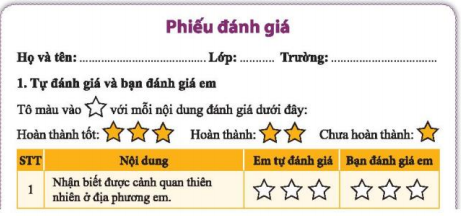 Phiếu đánh giá
Họ và tên: ........................................ Lớp: ........... Trường: .................................
1. Tự đánh giá và bạn đánh giá em
Tô màu vào ☆ với mỗi nội dung đánh giá dưới đây:
Hoàn thành tốt: ★★★ Hoàn thành: ★★ Chưa hoàn thành: ★
STT Nội dung Em tự đánh giá Bạn đánh giá em
1 Nhận biết được cảnh quan thiên ☆☆☆ ☆☆☆
nhiên ở địa phương em.